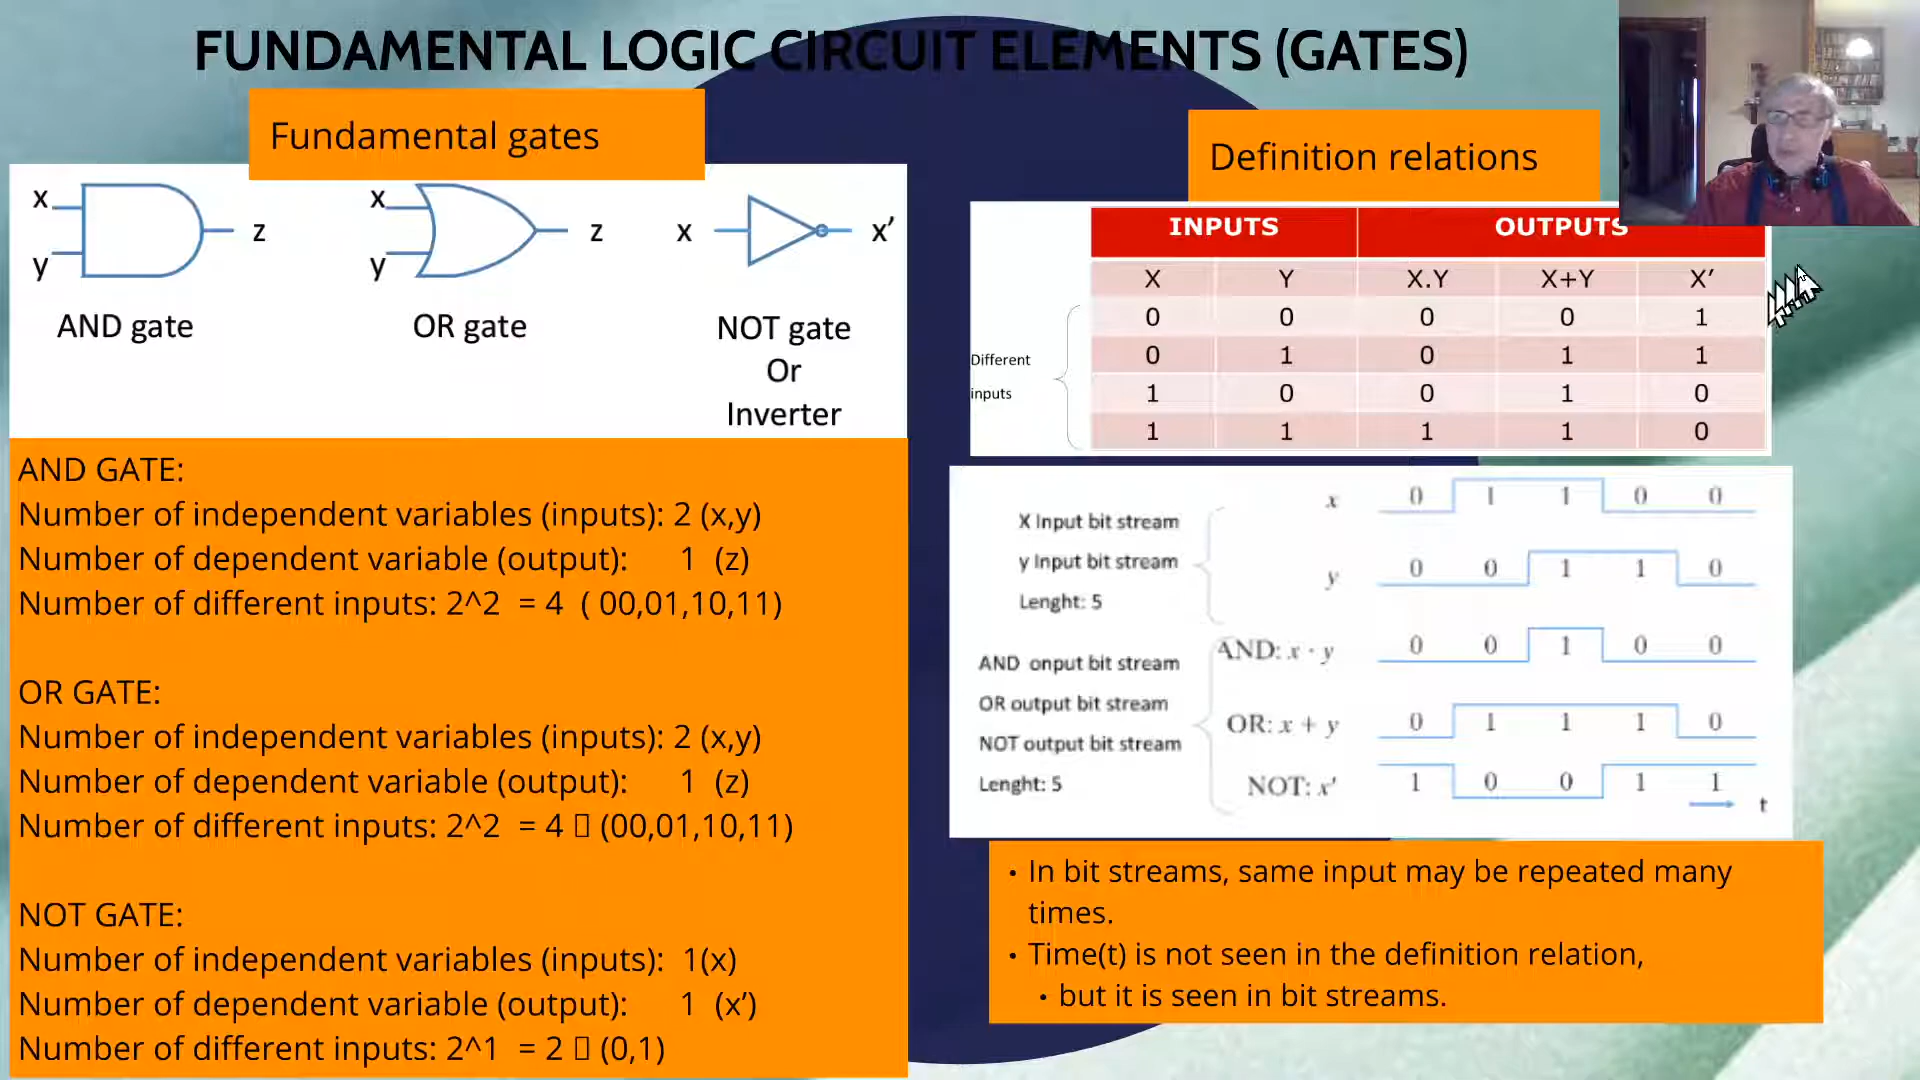 FUNDAMENTAL LOGIC CIRCUIT ELEMENTS (GATES)
Fundamental gates
x
y
z
AND gate
x
y
z
OR gate
x
x'
NOT gate
Or
Inverter
AND GATE:
Number of independent variables (inputs): 2 (x,y)
Number of dependent variable (output): 1 (z)
Number of different inputs: 2^2 = 4 ( 00,01,10,11)
OR GATE:
Number of independent variables (inputs): 2 (x,y)
Number of dependent variable (output): 1 (z)
Number of different inputs: 2^2 = 4 ▯ (00,01,10,11)
NOT GATE:
Number of independent variables (inputs): 1(x)
Number of dependent variable (output): 1 (x’)
Number of different inputs: 2^1 = 2 ▯ (0,1)
Definition relations
INPUTS OUTPUTS
X Y X.Y X+Y X’
0 0 0 0 1
0 1 0 1 1
1 0 0 1 0
1 1 1 1 0
Different
inputs
X Input bit stream
y Input bit stream
Lenght: 5
x 0 1 1 0 0
y 0 0 1 1 0
AND onput bit stream
OR output bit stream
NOT output bit stream
Lenght: 5
AND: x · y 0 0 1 0 0
OR: x + y 0 1 1 1 0
NOT: x' 1 0 0 1 1
t
• In bit streams, same input may be repeated many
times.
• Time(t) is not seen in the definition relation,
• but it is seen in bit streams.